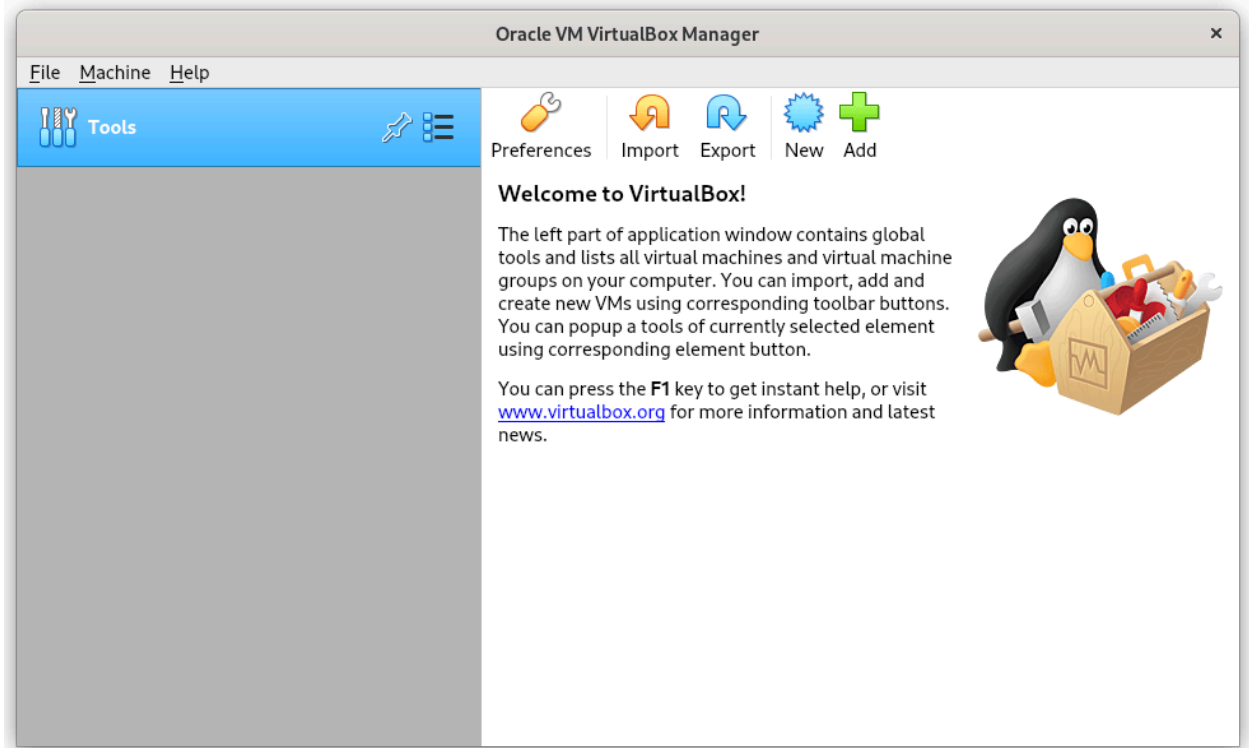 Oracle VM VirtualBox Manager
File Machine Help
Tools
Preferences Import Export New Add
Welcome to VirtualBox!
The left part of application window contains global
tools and lists all virtual machines and virtual machine
groups on your computer. You can import, add and
create new VMs using corresponding toolbar buttons.
You can popup a tools of currently selected element
using corresponding element button.
You can press the F1 key to get instant help, or visit
www.virtualbox.org for more information and latest
news.